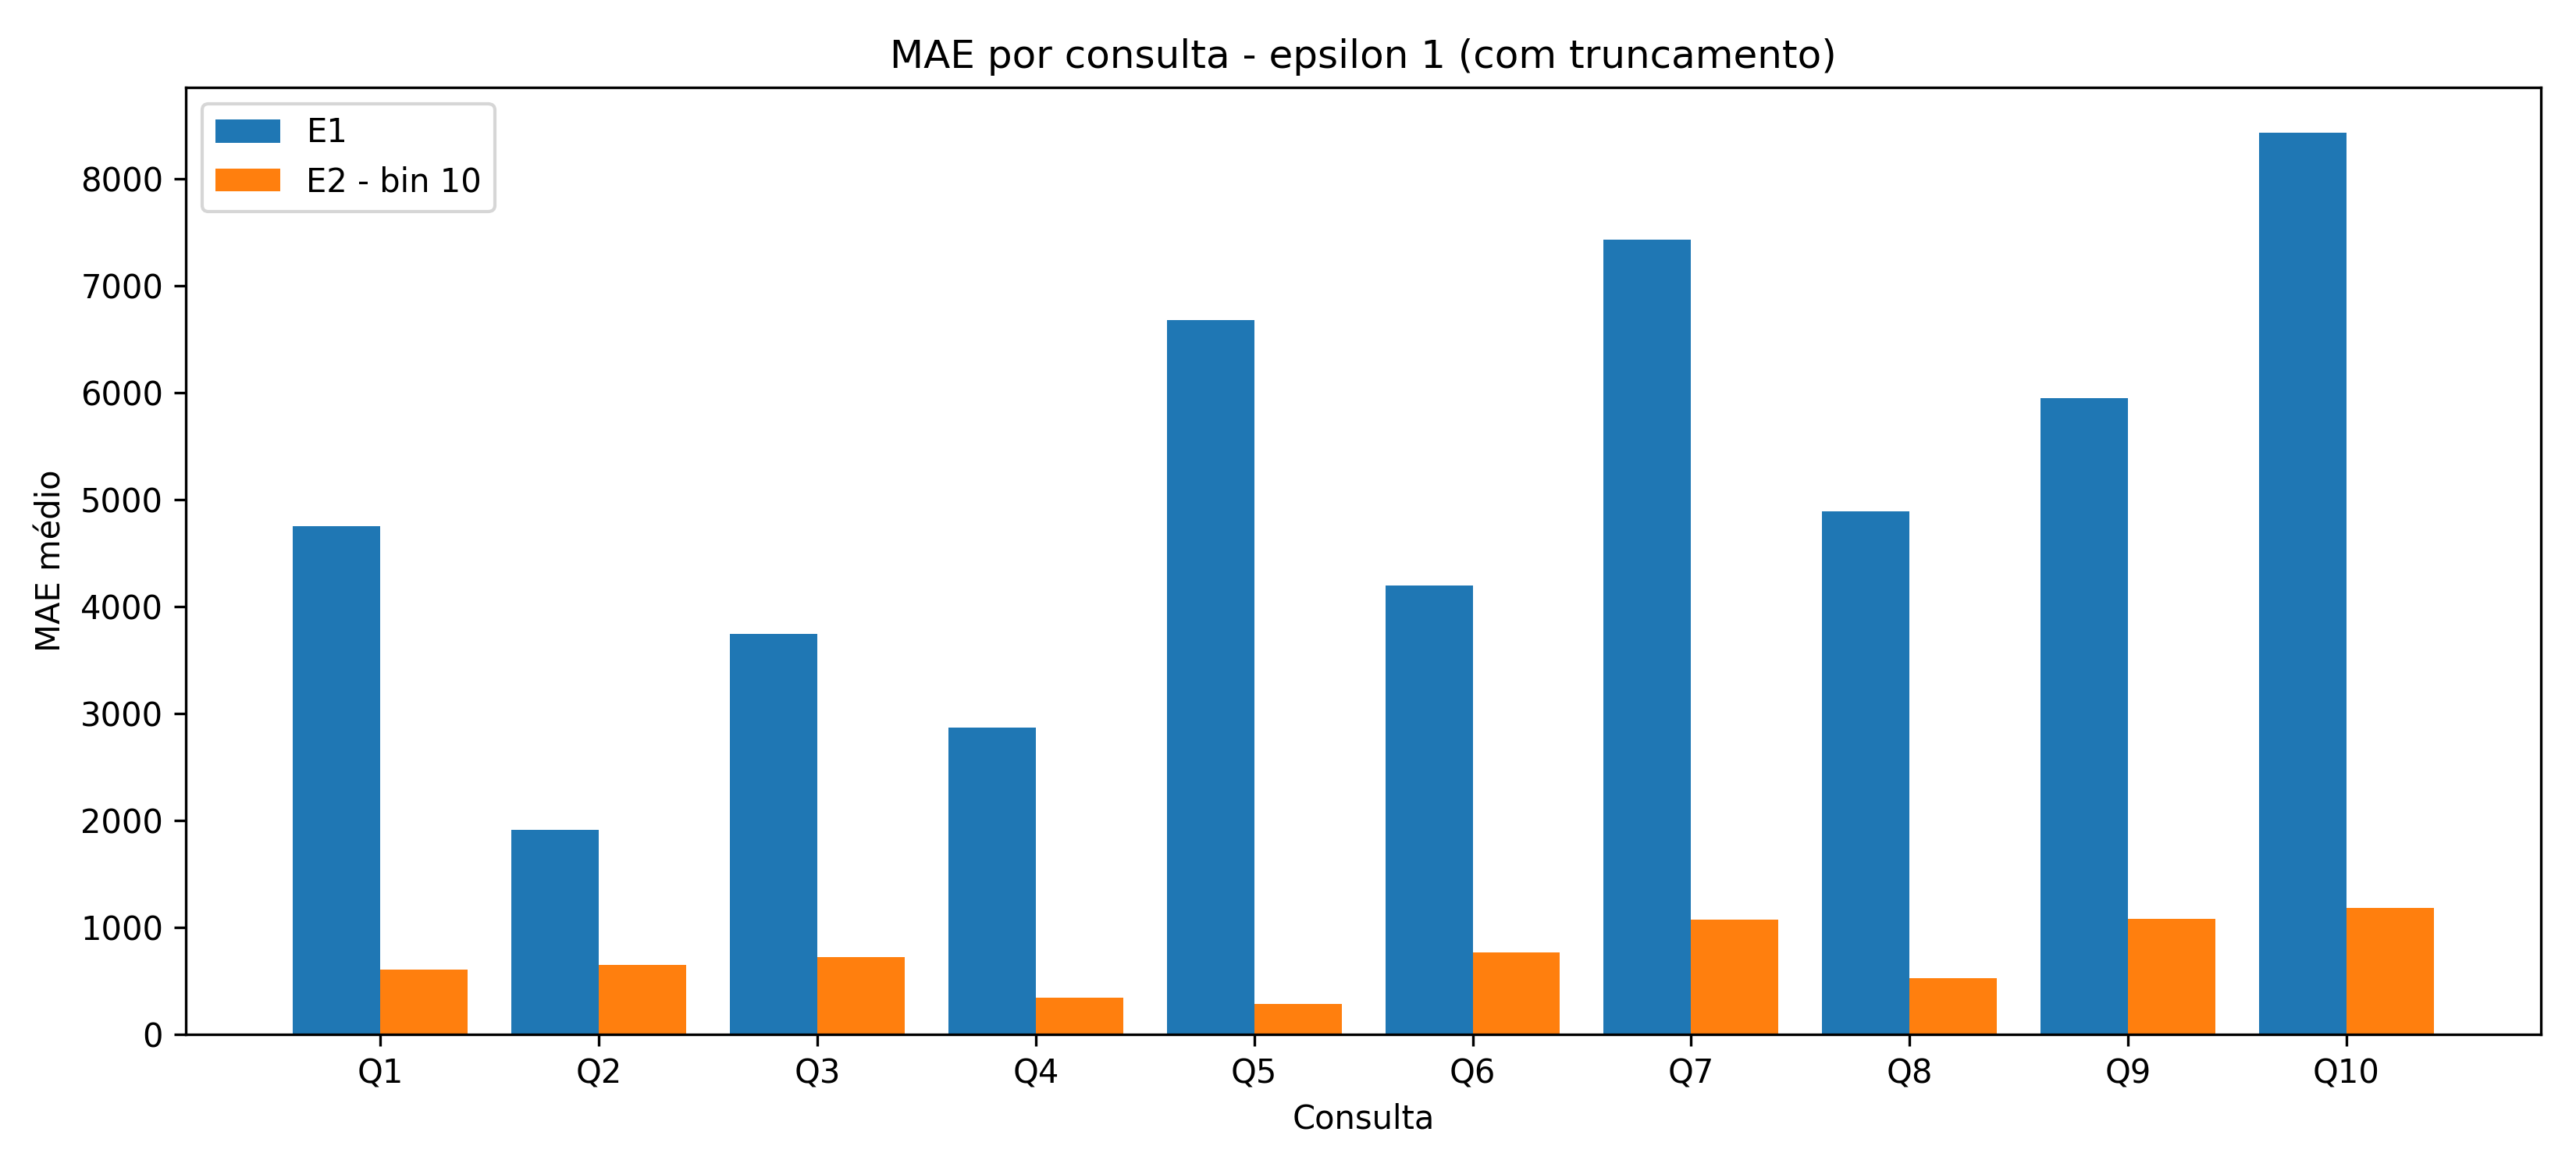 MAE por consulta - epsilon 1 (com truncamento)
E1
E2 - bin 10
MAE médio
8000
7000
6000
5000
4000
3000
2000
1000
0
Q1 Q2 Q3 Q4 Q5 Q6 Q7 Q8 Q9 Q10
Consulta